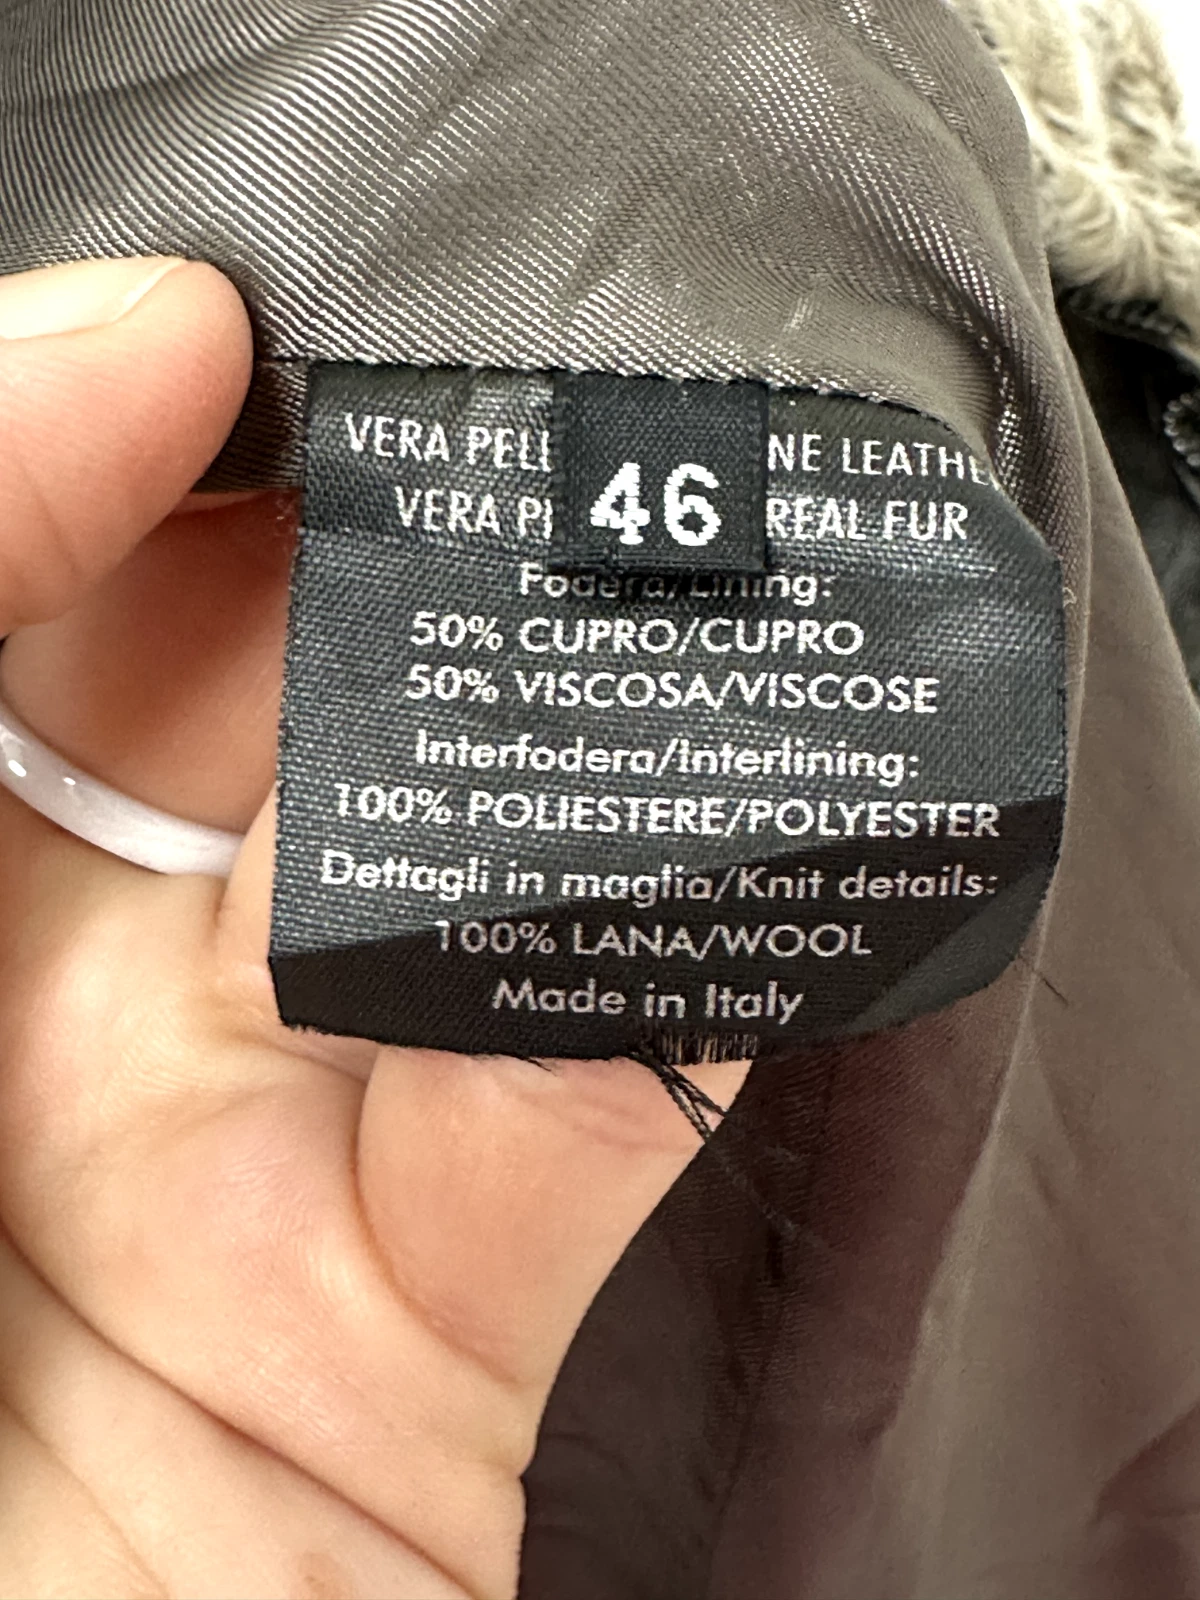 VERA PELL NE LEATHE
46
VERA PI REAL FUR
Fodera/Lining:
50% CUPRO/CUPRO
50% VISCOSA/VISCOSE
Interfodera/Interlining:
100% POLIESTERE/POLYESTER
Dettagli in maglia/Knit details:
100% LANA/WOOL
Made in Italy